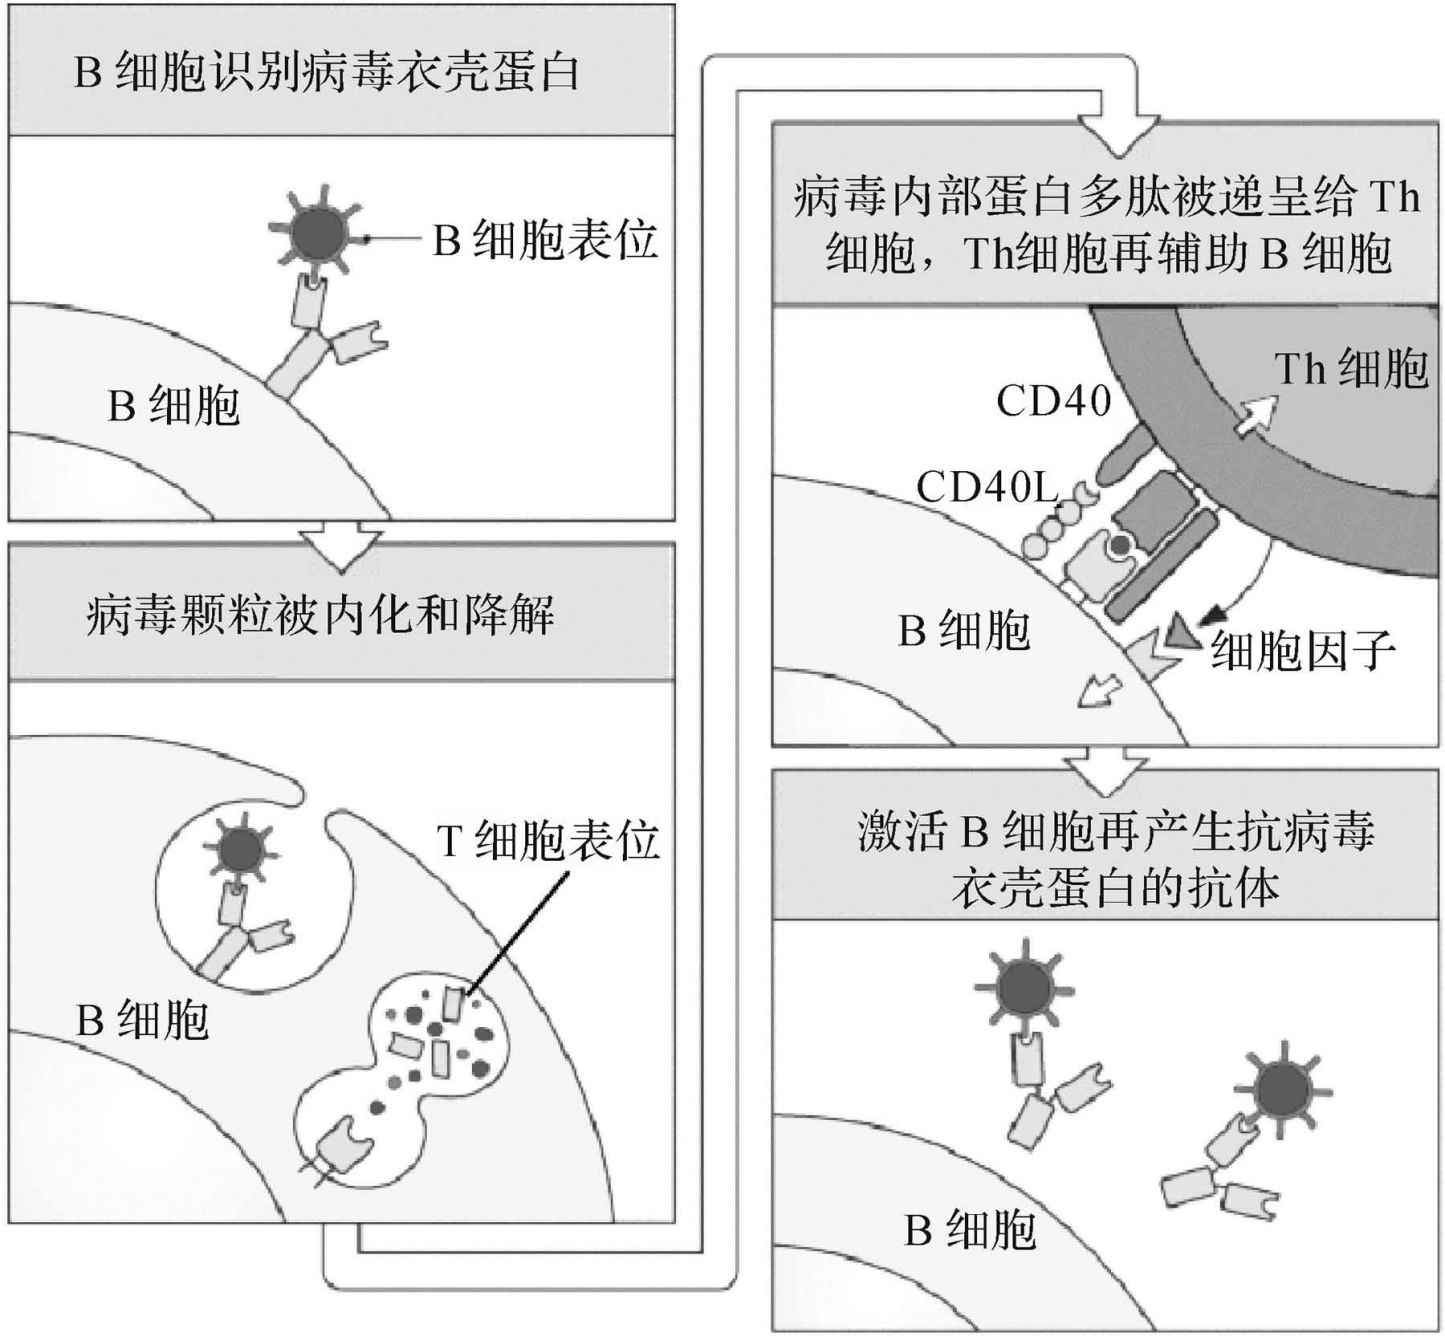 B 细胞识别病毒衣壳蛋白
B 细胞表位
B 细胞
病毒颗粒被内化和降解
T 细胞表位
B 细胞
病毒内部蛋白多肽被递呈给 Th
细胞，Th细胞再辅助 B 细胞
Th 细胞
CD40
CD40L
B 细胞
细胞因子
激活 B 细胞再产生抗病毒
衣壳蛋白的抗体
B 细胞